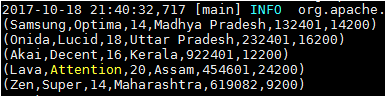 2017-10-18 21:40:32,717 [main] INFO  org.apache.
(Samsung,Optima,14,Madhya Pradesh,132401,14200)
(Onida,Lucid,18,Uttar Pradesh,232401,16200)
(Akai,Decent,16,Kerala,922401,12200)
(Lava,Attention,20,Assam,454601,24200)
(Zen,Super,14,Maharashtra,619082,9200)